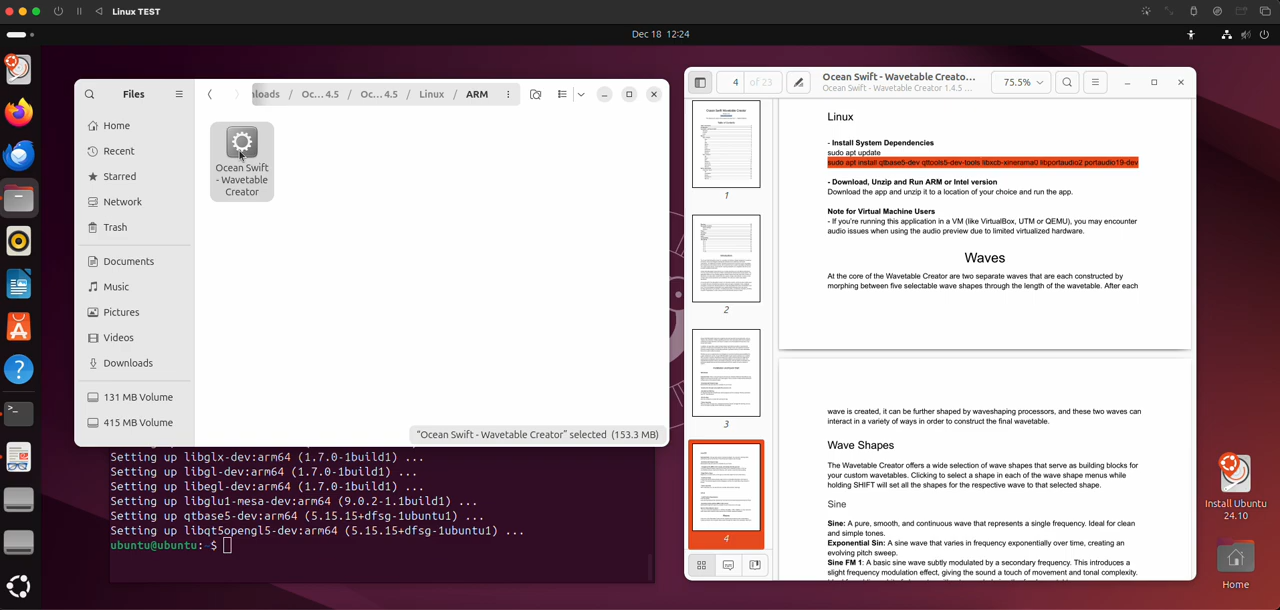 Linux TEST
Dec 18 12:24
Files
loads / Oc... 4.5 / Oc... 4.5 / Linux / ARM
Home
Recent
Starred
Network
Trash
Documents
Music
Pictures
Videos
Downloads
131 MB Volume
415 MB Volume
Ocean Swift
- Wavetable
Creator
"Ocean Swift - Wavetable Creator" selected (153.3 MB)
Setting up libglx-dev:arm64 (1.7.0-1build1) ...
Setting up libgl-dev:arm64 (1.7.0-1build1) ...
Setting up libegl-dev:arm64 (1.7.0-1build1) ...
Setting up libglu1-mesa-dev:arm64 (9.0.2-1.1build1) ...
Setting up qtbase5-dev:arm64 (5.15.15+dfsg-1ubuntu1) ...
Setting up libqt5opengl5-dev:arm64 (5.15.15+dfsg-1ubuntu1) ...
ubuntu@ubuntu:~$
4 of 23
Ocean Swift - Wavetable Creato...
Ocean Swift - Wavetable Creator 1.4.5 ...
75.5%
1
2
3
4
Linux
- Install System Dependencies
sudo apt update
sudo apt install qtbase5-dev qttools5-dev-tools libxcb-xinerama0 libportaudio2 portaudio19-dev
- Download, Unzip and Run ARM or Intel version
Download the app and unzip it to a location of your choice and run the app.
Note for Virtual Machine Users
- If you're running this application in a VM (like VirtualBox, UTM or QEMU), you may encounter
audio issues when using the audio preview due to limited virtualized hardware.
Waves
At the core of the Wavetable Creator are two separate waves that are each constructed by
morphing between five selectable wave shapes through the length of the wavetable. After each
wave is created, it can be further shaped by waveshaping processors, and these two waves can
interact in a variety of ways in order to construct the final wavetable.
Wave Shapes
The Wavetable Creator offers a wide selection of wave shapes that serve as building blocks for
your custom wavetables. Clicking to select a shape in each of the wave shape menus while
holding SHIFT will set all the shapes for the respective wave to that selected shape.
Sine
Sine: A pure, smooth, and continuous wave that represents a single frequency. Ideal for clean
and simple tones.
Exponential Sin: A sine wave that varies in frequency exponentially over time, creating an
evolving pitch sweep.
Sine FM 1: A basic sine wave subtly modulated by a secondary frequency. This introduces a
slight frequency modulation effect, giving the sound a touch of movement and tonal complexity.
Install Ubuntu
24.10
Home